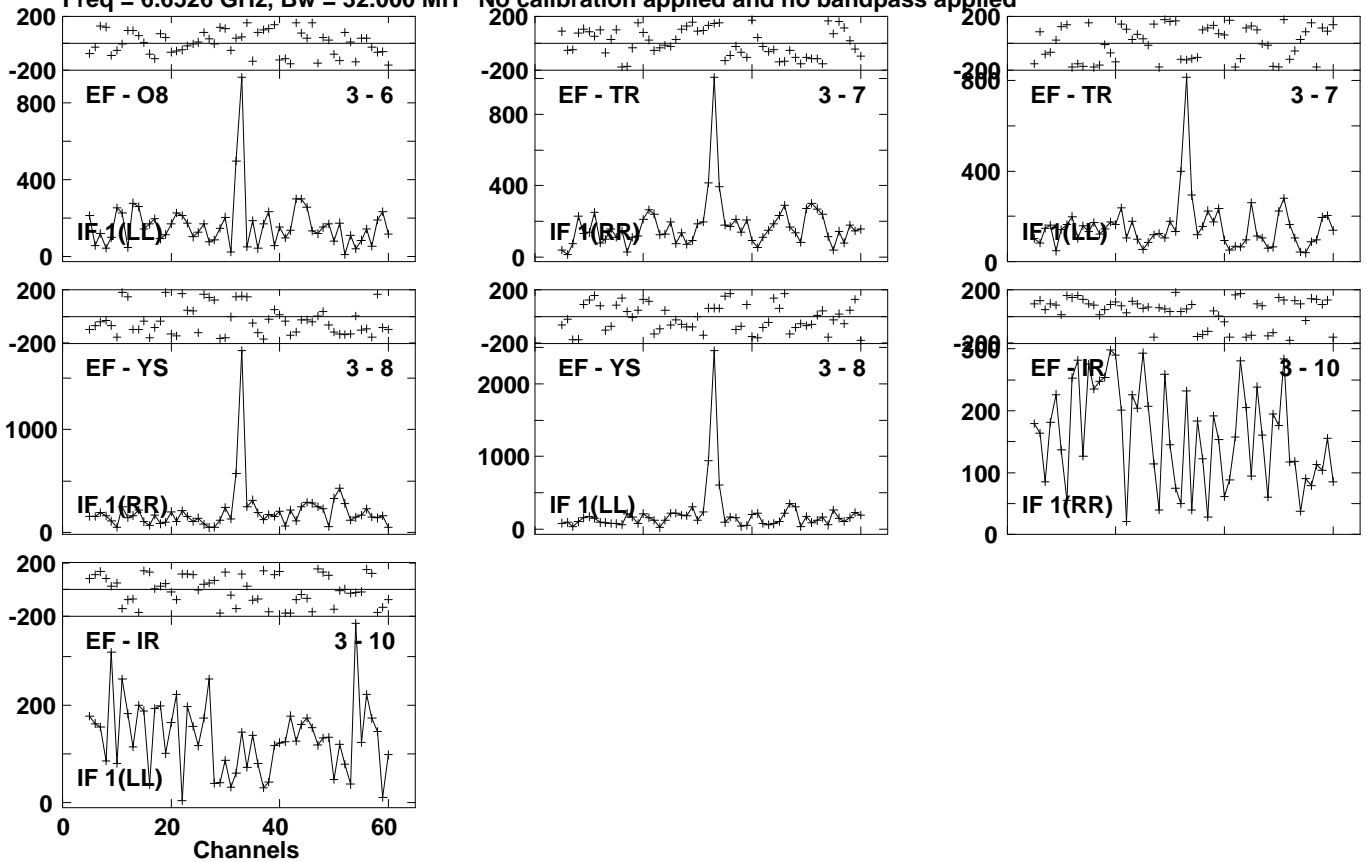 Freq = 6.6526 GHz, Bw = 32.000 MH No calibration applied and no bandpass applied
200
-200
EF - O8 3 - 6
800
400
0
IF 1(LL)
200
-200
EF - TR 3 - 7
800
400
0
IF 1(RR)
200
-200
EF - TR 3 - 7
800
400
0
IF 1(LL)
200
-200
EF - YS 3 - 8
1000
0
IF 1(RR)
200
-200
EF - YS 3 - 8
2000
1000
0
IF 1(LL)
200
-200
EF - IR 3 - 10
300
200
100
0
IF 1(RR)
200
-200
EF - IR 3 - 10
200
0
IF 1(LL)
0 20 40 60
Channels